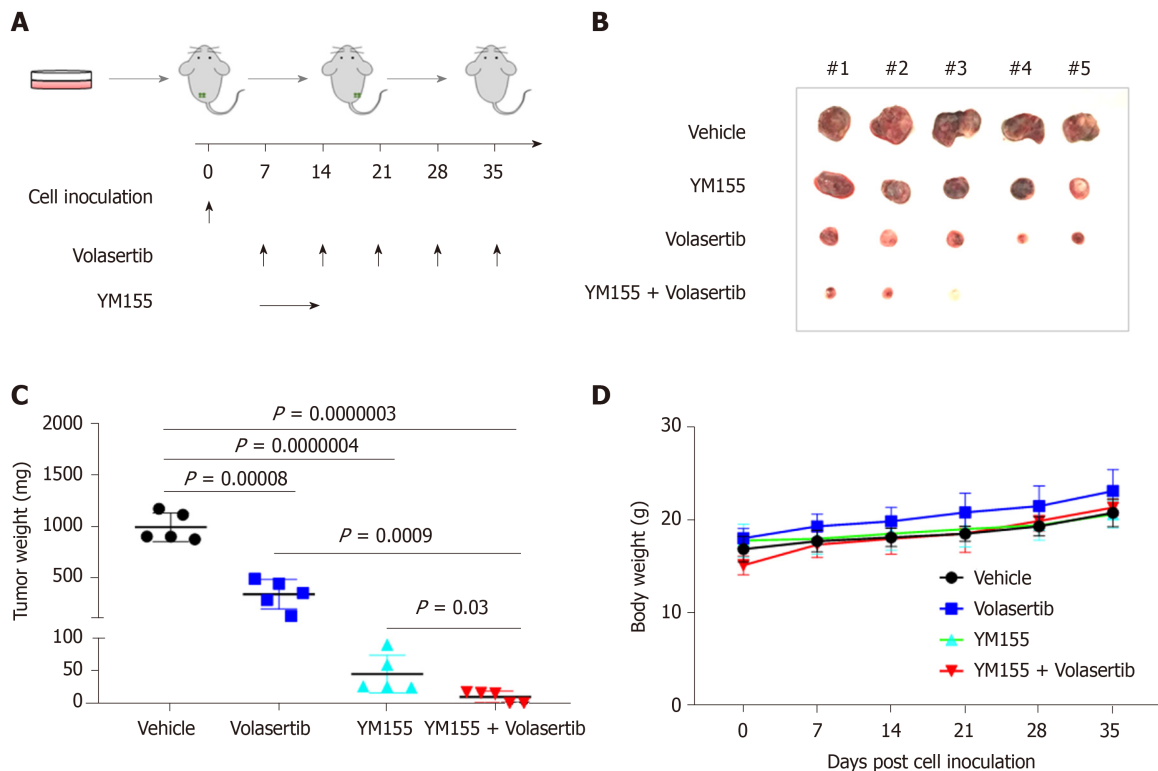 A
0 7 14 21 28 35
Cell inoculation
Volasertib
YM155
B
#1 #2 #3 #4 #5
Vehicle
YM155
Volasertib
YM155 + Volasertib
C
Tumor weight (mg)
2000
1500
1000
500
100
50
0
P = 0.0000003
P = 0.0000004
P = 0.00008
P = 0.0009
P = 0.03
Vehicle Volasertib YM155 YM155 + Volasertib
D
Body weight (g)
30
20
10
0
Vehicle
Volasertib
YM155
YM155 + Volasertib
0 7 14 21 28 35
Days post cell inoculation